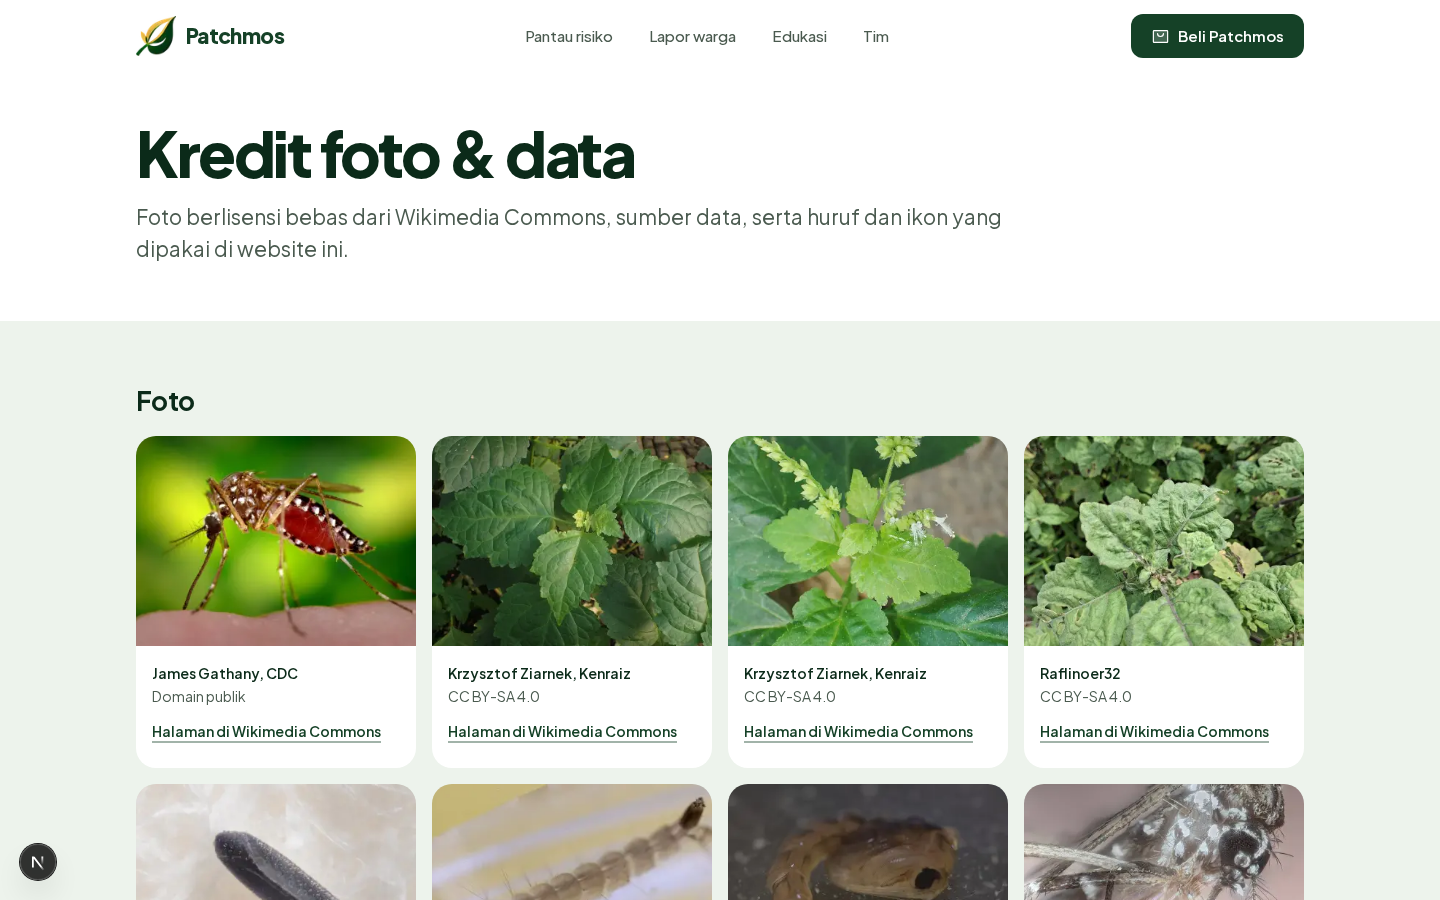 Patchmos
Pantau risiko
Lapor warga
Edukasi
Tim
Beli Patchmos
Kredit foto & data
Foto berlisensi bebas dari Wikimedia Commons, sumber data, serta huruf dan ikon yang
dipakai di website ini.
Foto
James Gathany, CDC
Domain publik
Halaman di Wikimedia Commons
Krzysztof Ziarnek, Kenraiz
CC BY-SA 4.0
Halaman di Wikimedia Commons
Krzysztof Ziarnek, Kenraiz
CC BY-SA 4.0
Halaman di Wikimedia Commons
Raflinoer32
CC BY-SA 4.0
Halaman di Wikimedia Commons
N